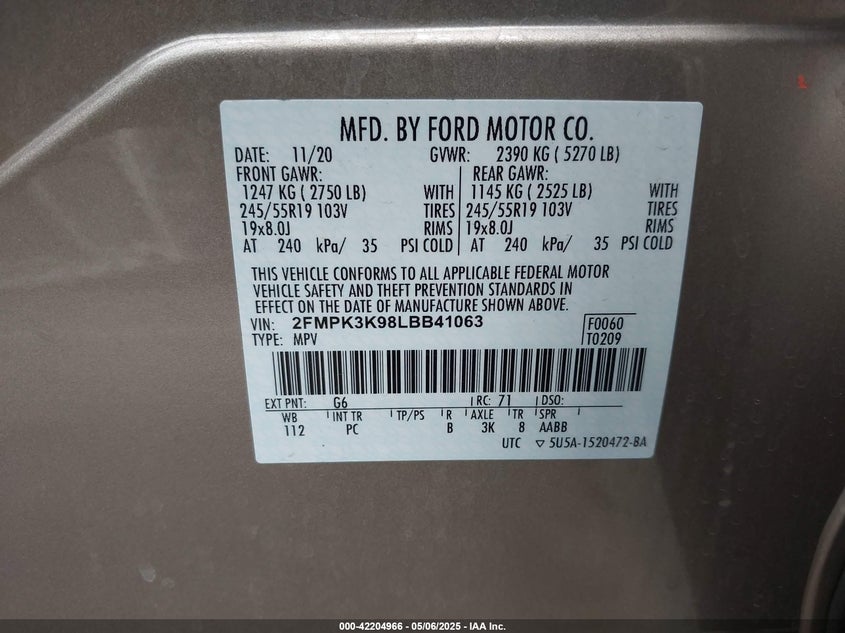 MFD. BY FORD MOTOR CO.
DATE: 11/20 GVWR: 2390 KG ( 5270 LB)
FRONT GAWR: REAR GAWR:
1247 KG ( 2750 LB) WITH 1145 KG ( 2525 LB) WITH
245/55R19 103V TIRES 245/55R19 103V TIRES
19x8.0J RIMS 19x8.0J RIMS
AT 240 kPa/ 35 PSI COLD AT 240 kPa/ 35 PSI COLD
THIS VEHICLE CONFORMS TO ALL APPLICABLE FEDERAL MOTOR
VEHICLE SAFETY AND THEFT PREVENTION STANDARDS IN
EFFECT ON THE DATE OF MANUFACTURE SHOWN ABOVE.
VIN: 2FMPK3K98LBB41063 F0060
TYPE: MPV T0209
EXT PNT: G6 RC: 71 DSO:
WB INT TR TP/PS R AXLE TR SPR
112 PC B 3K 8 AABB
UTC ▽ 5U5A-1520472-BA
000-42204966 - 05/06/2025 - IAA Inc.